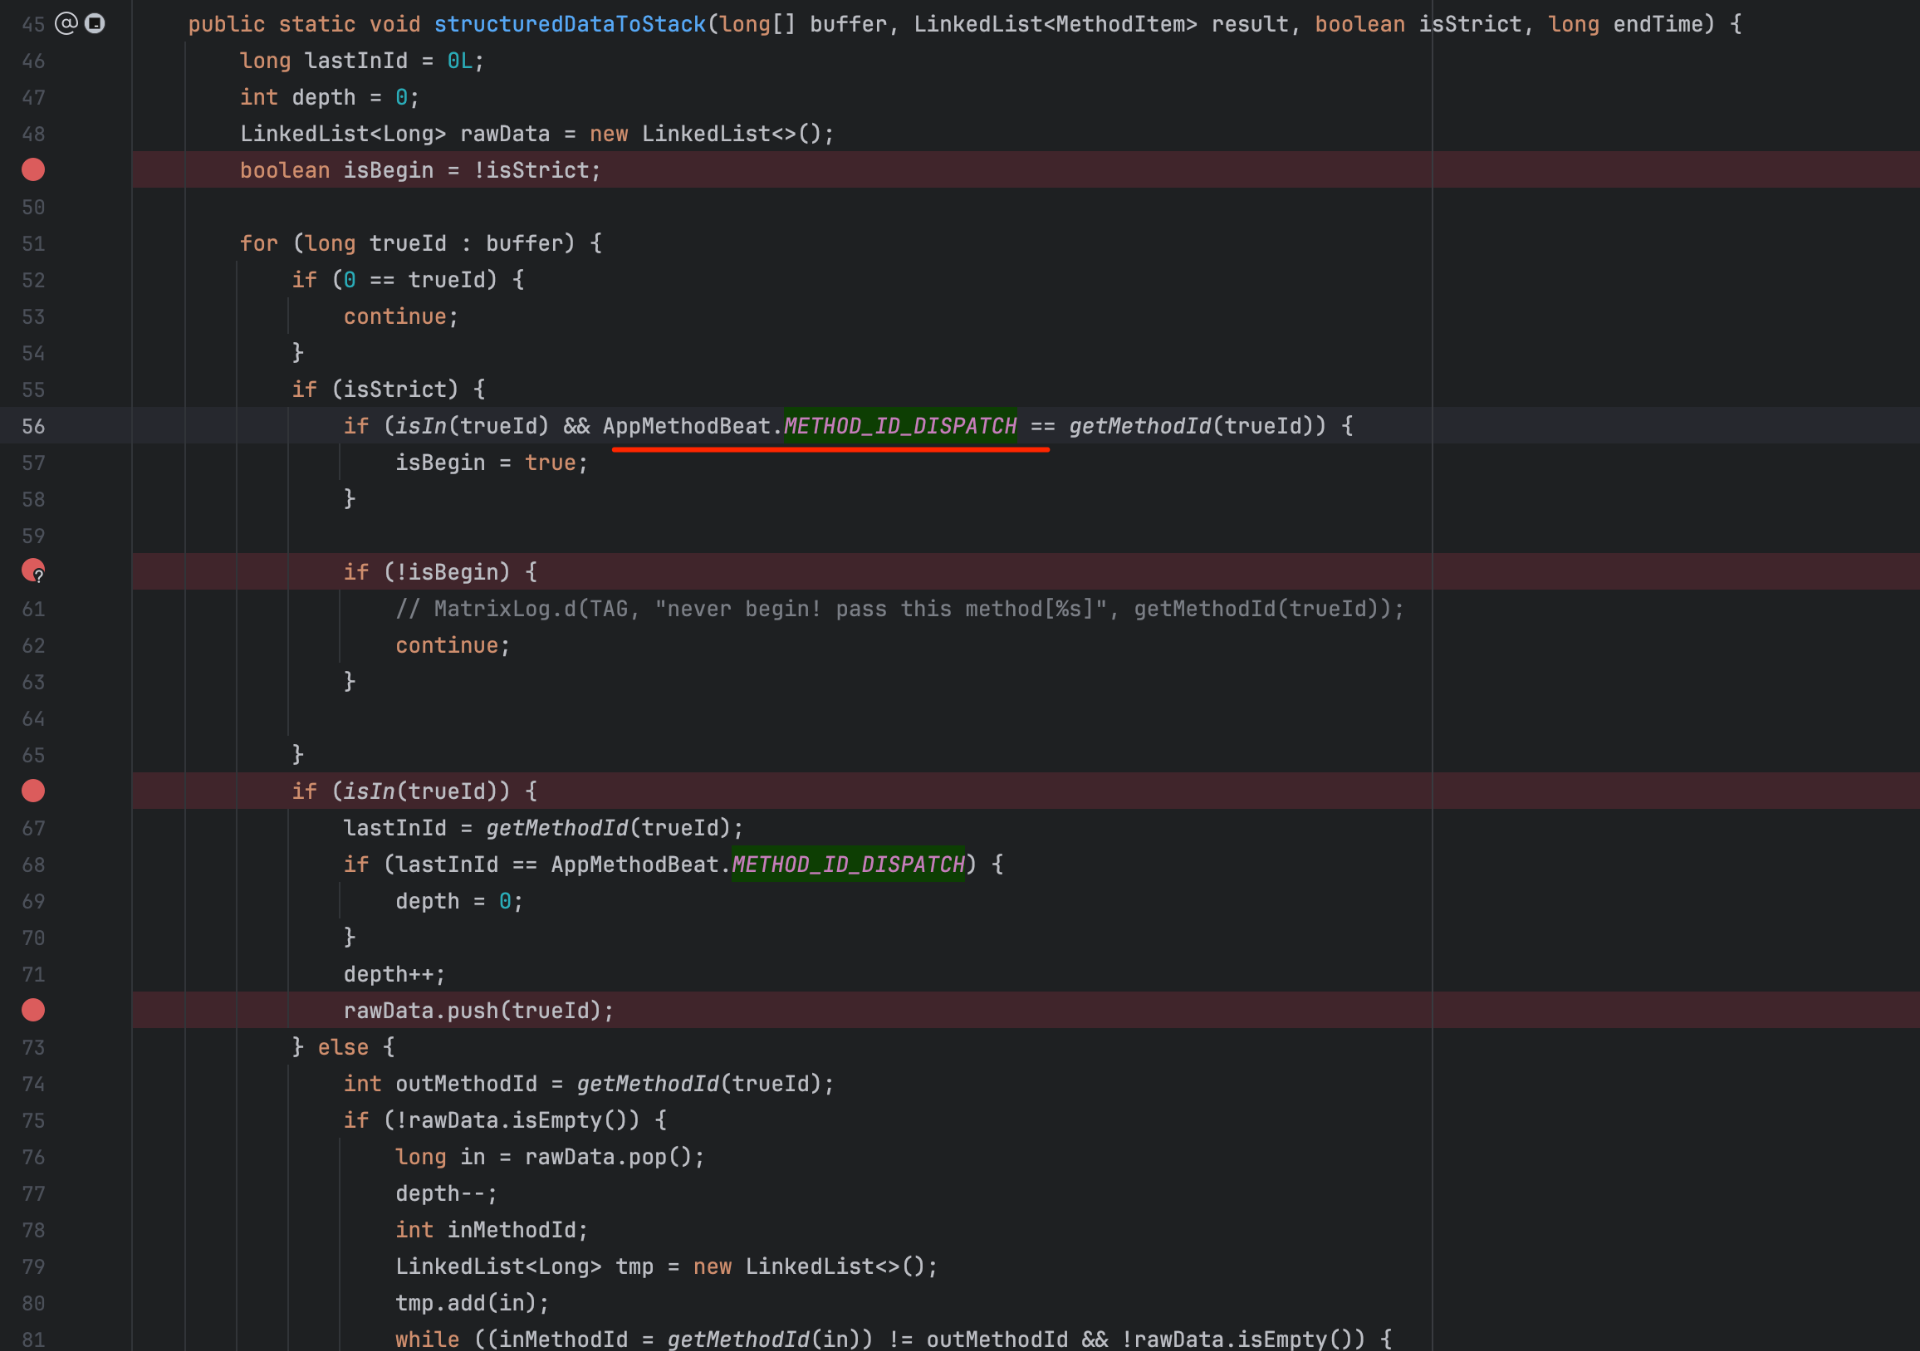 45 @ public static void structuredDataToStack(long[] buffer, LinkedList<MethodItem> result, boolean isStrict, long endTime) {
46 long lastInId = 0L;
47 int depth = 0;
48 LinkedList<Long> rawData = new LinkedList<>();
boolean isBegin = !isStrict;
50
51 for (long trueId : buffer) {
52 if (0 == trueId) {
53 continue;
54 }
55 if (isStrict) {
56 if (isIn(trueId) && AppMethodBeat.METHOD_ID_DISPATCH == getMethodId(trueId)) {
57 isBegin = true;
58 }
59
? if (!isBegin) {
61 // MatrixLog.d(TAG, "never begin! pass this method[%s]", getMethodId(trueId));
62 continue;
63 }
64
65 }
if (isIn(trueId)) {
67 lastInId = getMethodId(trueId);
68 if (lastInId == AppMethodBeat.METHOD_ID_DISPATCH) {
69 depth = 0;
70 }
71 depth++;
rawData.push(trueId);
73 } else {
74 int outMethodId = getMethodId(trueId);
75 if (!rawData.isEmpty()) {
76 long in = rawData.pop();
77 depth--;
78 int inMethodId;
79 LinkedList<Long> tmp = new LinkedList<>();
80 tmp.add(in);
81 while ((inMethodId = getMethodId(in)) != outMethodId && !rawData.isEmpty()) {